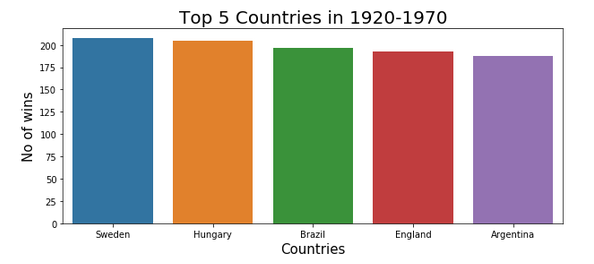 Top 5 Countries in 1920-1970
No of wins
200
175
150
125
100
75
50
25
0
Sweden Hungary Brazil England Argentina
Countries